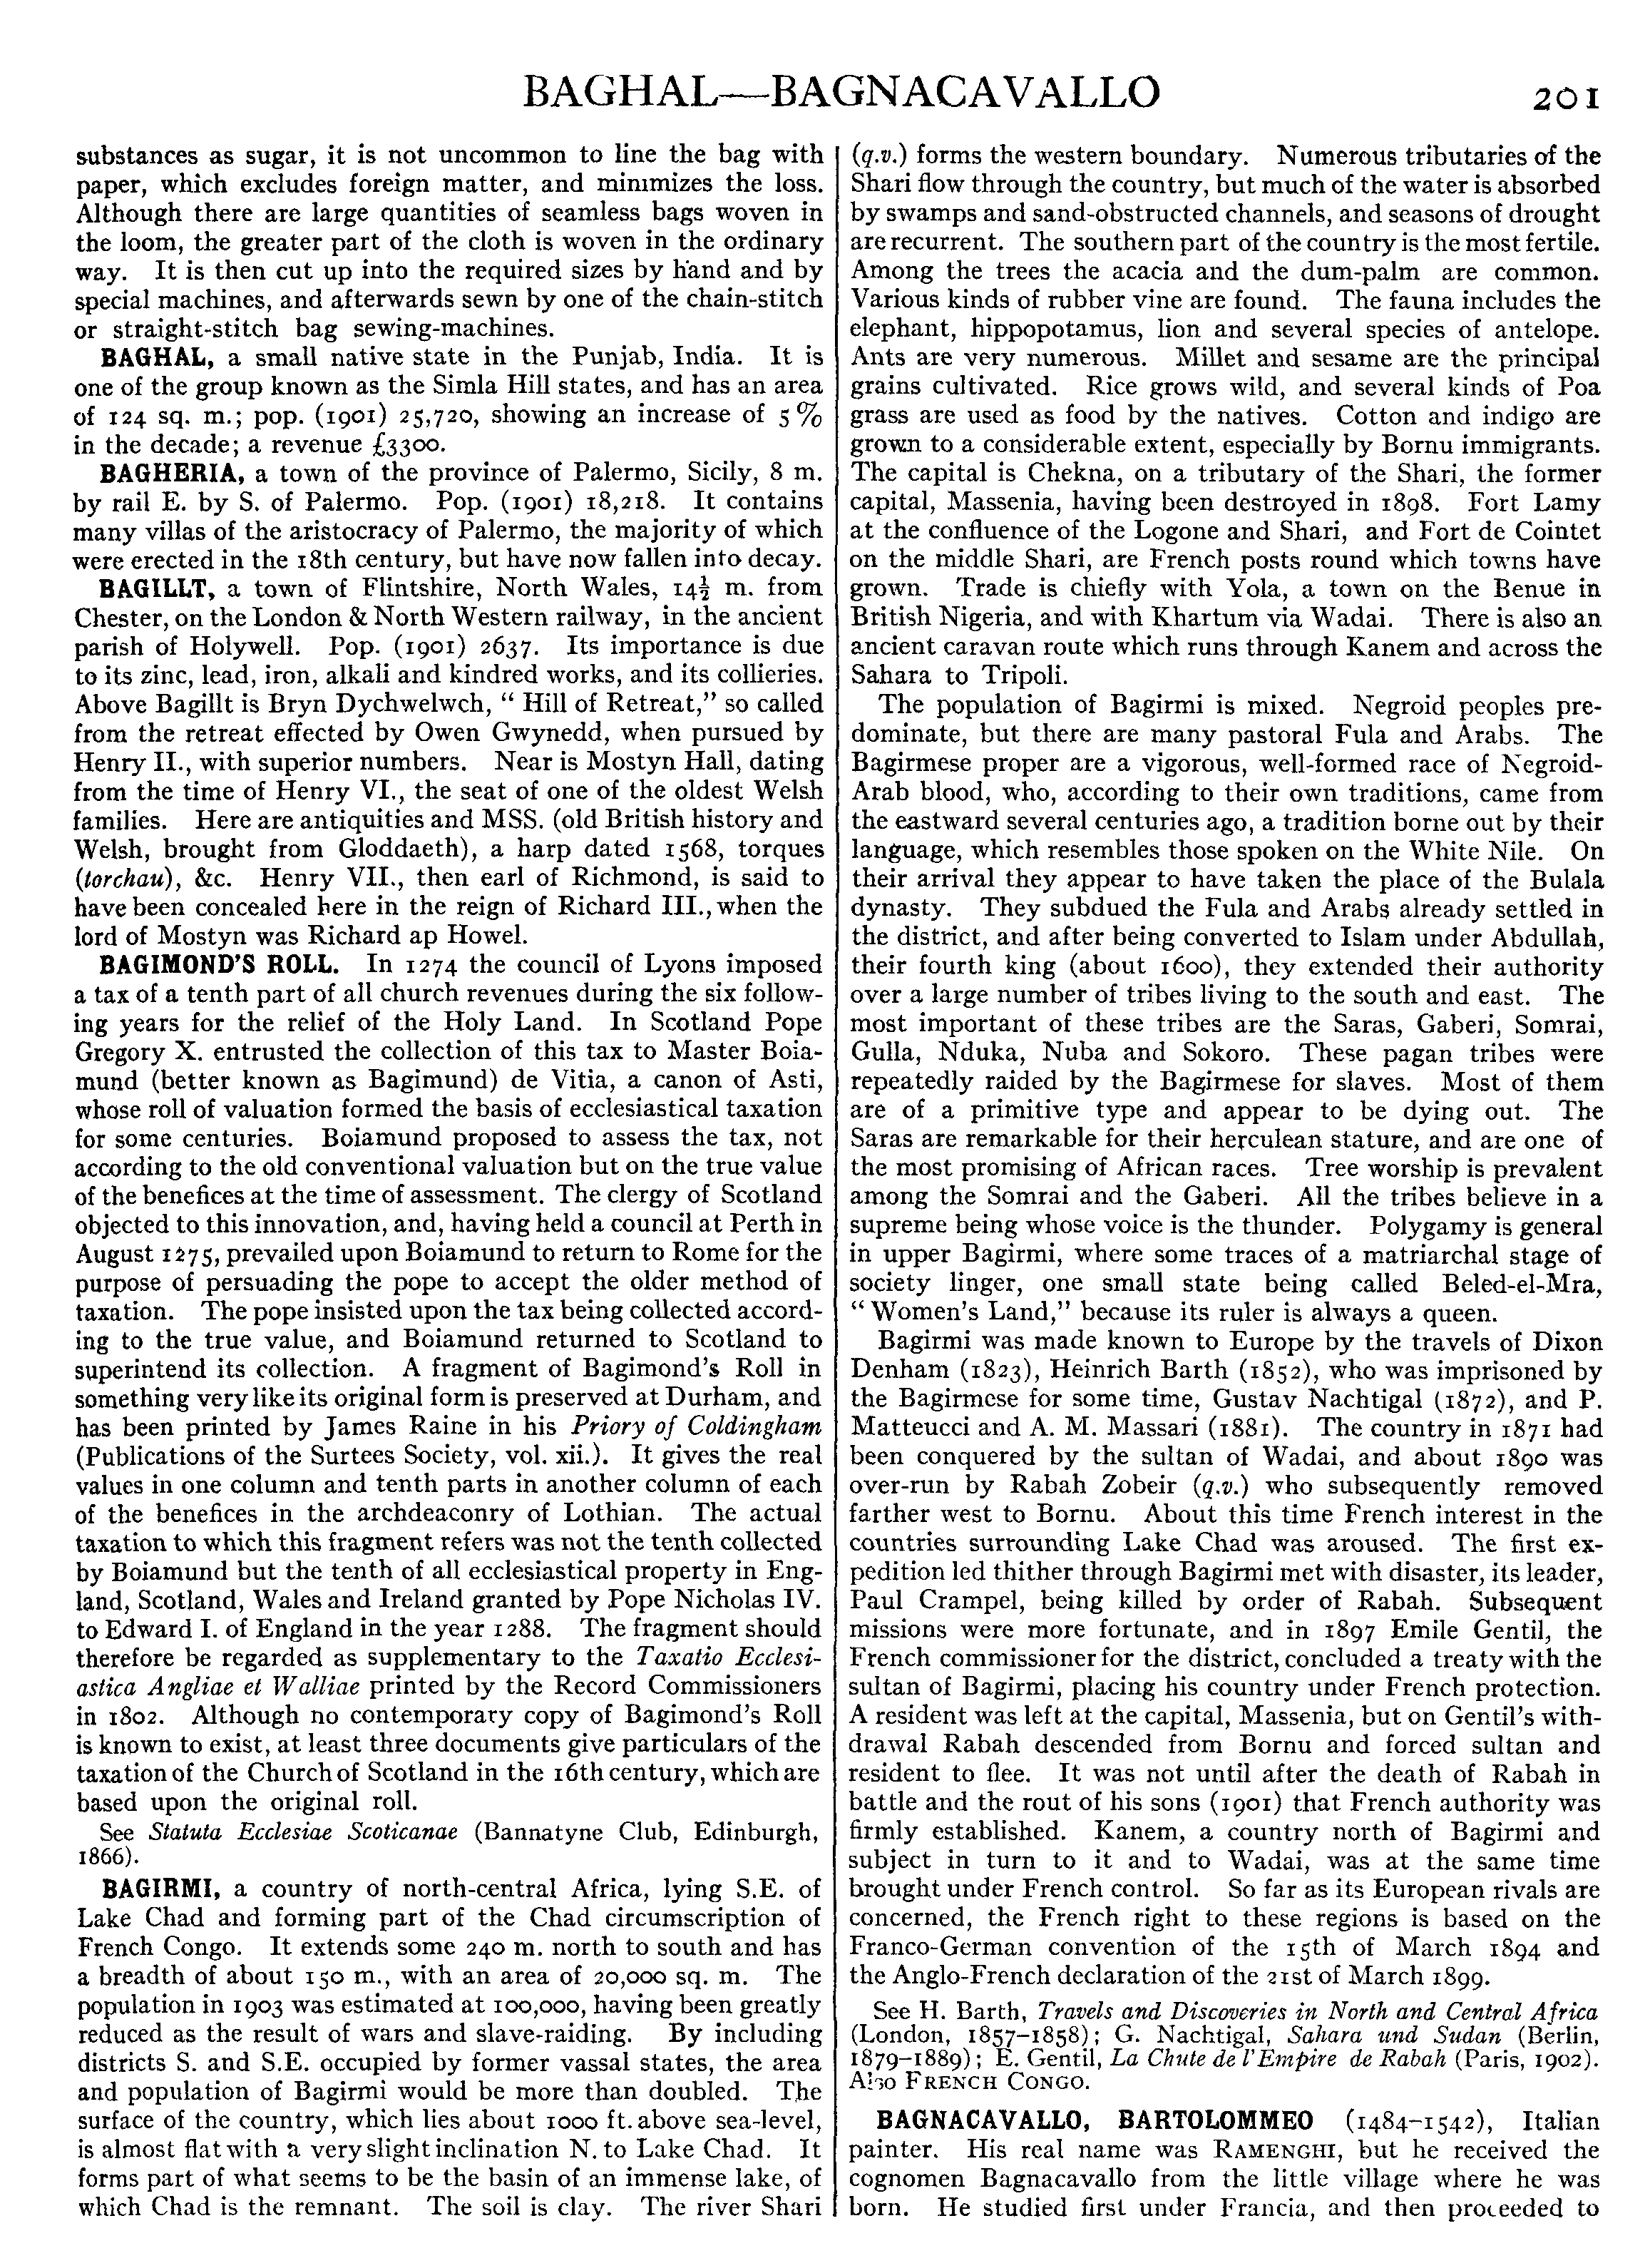 BAGHAL—BAGNACAVALLO
201
substances as sugar, it is not uncommon to line the bag with
paper, which excludes foreign matter, and minimizes the loss.
Although there are large quantities of seamless bags woven in
the loom, the greater part of the cloth is woven in the ordinary
way. It is then cut up into the required sizes by hand and by
special machines, and afterwards sewn by one of the chain-stitch
or straight-stitch bag sewing-machines.
BAGHAL, a small native state in the Punjab, India. It is
one of the group known as the Simla Hill states, and has an area
of 124 sq. m.; pop. (1901) 25,720, showing an increase of 5 %
in the decade; a revenue £3300.
BAGHERIA, a town of the province of Palermo, Sicily, 8 m.
by rail E. by S. of Palermo. Pop. (1901) 18,218. It contains
many villas of the aristocracy of Palermo, the majority of which
were erected in the 18th century, but have now fallen into decay.
BAGILLT, a town of Flintshire, North Wales, 14½ m. from
Chester, on the London & North Western railway, in the ancient
parish of Holywell. Pop. (1901) 2637. Its importance is due
to its zinc, lead, iron, alkali and kindred works, and its collieries.
Above Bagillt is Bryn Dychwelwch, “ Hill of Retreat,” so called
from the retreat effected by Owen Gwynedd, when pursued by
Henry II., with superior numbers. Near is Mostyn Hall, dating
from the time of Henry VI., the seat of one of the oldest Welsh
families. Here are antiquities and MSS. (old British history and
Welsh, brought from Gloddaeth), a harp dated 1568, torques
(torchau), &c. Henry VII., then earl of Richmond, is said to
have been concealed here in the reign of Richard III., when the
lord of Mostyn was Richard ap Howel.
BAGIMOND'S ROLL. In 1274 the council of Lyons imposed
a tax of a tenth part of all church revenues during the six follow-
ing years for the relief of the Holy Land. In Scotland Pope
Gregory X. entrusted the collection of this tax to Master Boia-
mund (better known as Bagimund) de Vitia, a canon of Asti,
whose roll of valuation formed the basis of ecclesiastical taxation
for some centuries. Boiamund proposed to assess the tax, not
according to the old conventional valuation but on the true value
of the benefices at the time of assessment. The clergy of Scotland
objected to this innovation, and, having held a council at Perth in
August 1275, prevailed upon Boiamund to return to Rome for the
purpose of persuading the pope to accept the older method of
taxation. The pope insisted upon the tax being collected accord-
ing to the true value, and Boiamund returned to Scotland to
superintend its collection. A fragment of Bagimond's Roll in
something very like its original form is preserved at Durham, and
has been printed by James Raine in his Priory of Coldingham
(Publications of the Surtees Society, vol. xii.). It gives the real
values in one column and tenth parts in another column of each
of the benefices in the archdeaconry of Lothian. The actual
taxation to which this fragment refers was not the tenth collected
by Boiamund but the tenth of all ecclesiastical property in Eng-
land, Scotland, Wales and Ireland granted by Pope Nicholas IV.
to Edward I. of England in the year 1288. The fragment should
therefore be regarded as supplementary to the Taxatio Ecclesi-
astica Angliae et Walliae printed by the Record Commissioners
in 1802. Although no contemporary copy of Bagimond's Roll
is known to exist, at least three documents give particulars of the
taxation of the Church of Scotland in the 16th century, which are
based upon the original roll.
See Statuta Ecclesiae Scoticanae (Bannatyne Club, Edinburgh,
1866).
BAGIRMI, a country of north-central Africa, lying S.E. of
Lake Chad and forming part of the Chad circumscription of
French Congo. It extends some 240 m. north to south and has
a breadth of about 150 m., with an area of 20,000 sq. m. The
population in 1903 was estimated at 100,000, having been greatly
reduced as the result of wars and slave-raiding. By including
districts S. and S.E. occupied by former vassal states, the area
and population of Bagirmi would be more than doubled. The
surface of the country, which lies about 1000 ft. above sea-level,
is almost flat with a very slight inclination N. to Lake Chad. It
forms part of what seems to be the basin of an immense lake, of
which Chad is the remnant. The soil is clay. The river Shari
(q.v.) forms the western boundary. Numerous tributaries of the
Shari flow through the country, but much of the water is absorbed
by swamps and sand-obstructed channels, and seasons of drought
are recurrent. The southern part of the country is the most fertile.
Among the trees the acacia and the dum-palm are common.
Various kinds of rubber vine are found. The fauna includes the
elephant, hippopotamus, lion and several species of antelope.
Ants are very numerous. Millet and sesame are the principal
grains cultivated. Rice grows wild, and several kinds of Poa
grass are used as food by the natives. Cotton and indigo are
grown to a considerable extent, especially by Bornu immigrants.
The capital is Chekna, on a tributary of the Shari, the former
capital, Massenia, having been destroyed in 1898. Fort Lamy
at the confluence of the Logone and Shari, and Fort de Cointet
on the middle Shari, are French posts round which towns have
grown. Trade is chiefly with Yola, a town on the Benue in
British Nigeria, and with Khartum via Wadai. There is also an
ancient caravan route which runs through Kanem and across the
Sahara to Tripoli.
The population of Bagirmi is mixed. Negroid peoples pre-
dominate, but there are many pastoral Fula and Arabs. The
Bagirmese proper are a vigorous, well-formed race of Negroid-
Arab blood, who, according to their own traditions, came from
the eastward several centuries ago, a tradition borne out by their
language, which resembles those spoken on the White Nile. On
their arrival they appear to have taken the place of the Bulala
dynasty. They subdued the Fula and Arabs already settled in
the district, and after being converted to Islam under Abdullah,
their fourth king (about 1600), they extended their authority
over a large number of tribes living to the south and east. The
most important of these tribes are the Saras, Gaberi, Somrai,
Gulla, Nduka, Nuba and Sokoro. These pagan tribes were
repeatedly raided by the Bagirmese for slaves. Most of them
are of a primitive type and appear to be dying out. The
Saras are remarkable for their herculean stature, and are one of
the most promising of African races. Tree worship is prevalent
among the Somrai and the Gaberi. All the tribes believe in a
supreme being whose voice is the thunder. Polygamy is general
in upper Bagirmi, where some traces of a matriarchal stage of
society linger, one small state being called Beled-el-Mra,
“ Women's Land,” because its ruler is always a queen.
Bagirmi was made known to Europe by the travels of Dixon
Denham (1823), Heinrich Barth (1852), who was imprisoned by
the Bagirmese for some time, Gustav Nachtigal (1872), and P.
Matteucci and A. M. Massari (1881). The country in 1871 had
been conquered by the sultan of Wadai, and about 1890 was
over-run by Rabah Zobeir (q.v.) who subsequently removed
farther west to Bornu. About this time French interest in the
countries surrounding Lake Chad was aroused. The first ex-
pedition led thither through Bagirmi met with disaster, its leader,
Paul Crampel, being killed by order of Rabah. Subsequent
missions were more fortunate, and in 1897 Emile Gentil, the
French commissioner for the district, concluded a treaty with the
sultan of Bagirmi, placing his country under French protection.
A resident was left at the capital, Massenia, but on Gentil's with-
drawal Rabah descended from Bornu and forced sultan and
resident to flee. It was not until after the death of Rabah in
battle and the rout of his sons (1901) that French authority was
firmly established. Kanem, a country north of Bagirmi and
subject in turn to it and to Wadai, was at the same time
brought under French control. So far as its European rivals are
concerned, the French right to these regions is based on the
Franco-German convention of the 15th of March 1894 and
the Anglo-French declaration of the 21st of March 1899.
See H. Barth, Travels and Discoveries in North and Central Africa
(London, 1857–1858); G. Nachtigal, Sahara und Sudan (Berlin,
1879–1889); E. Gentil, La Chute de l'Empire de Rabah (Paris, 1902).
Also FRENCH CONGO.
BAGNACAVALLO, BARTOLOMMEO (1484–1542), Italian
painter. His real name was RAMENGHI, but he received the
cognomen Bagnacavallo from the little village where he was
born. He studied first under Francia, and then proceeded to